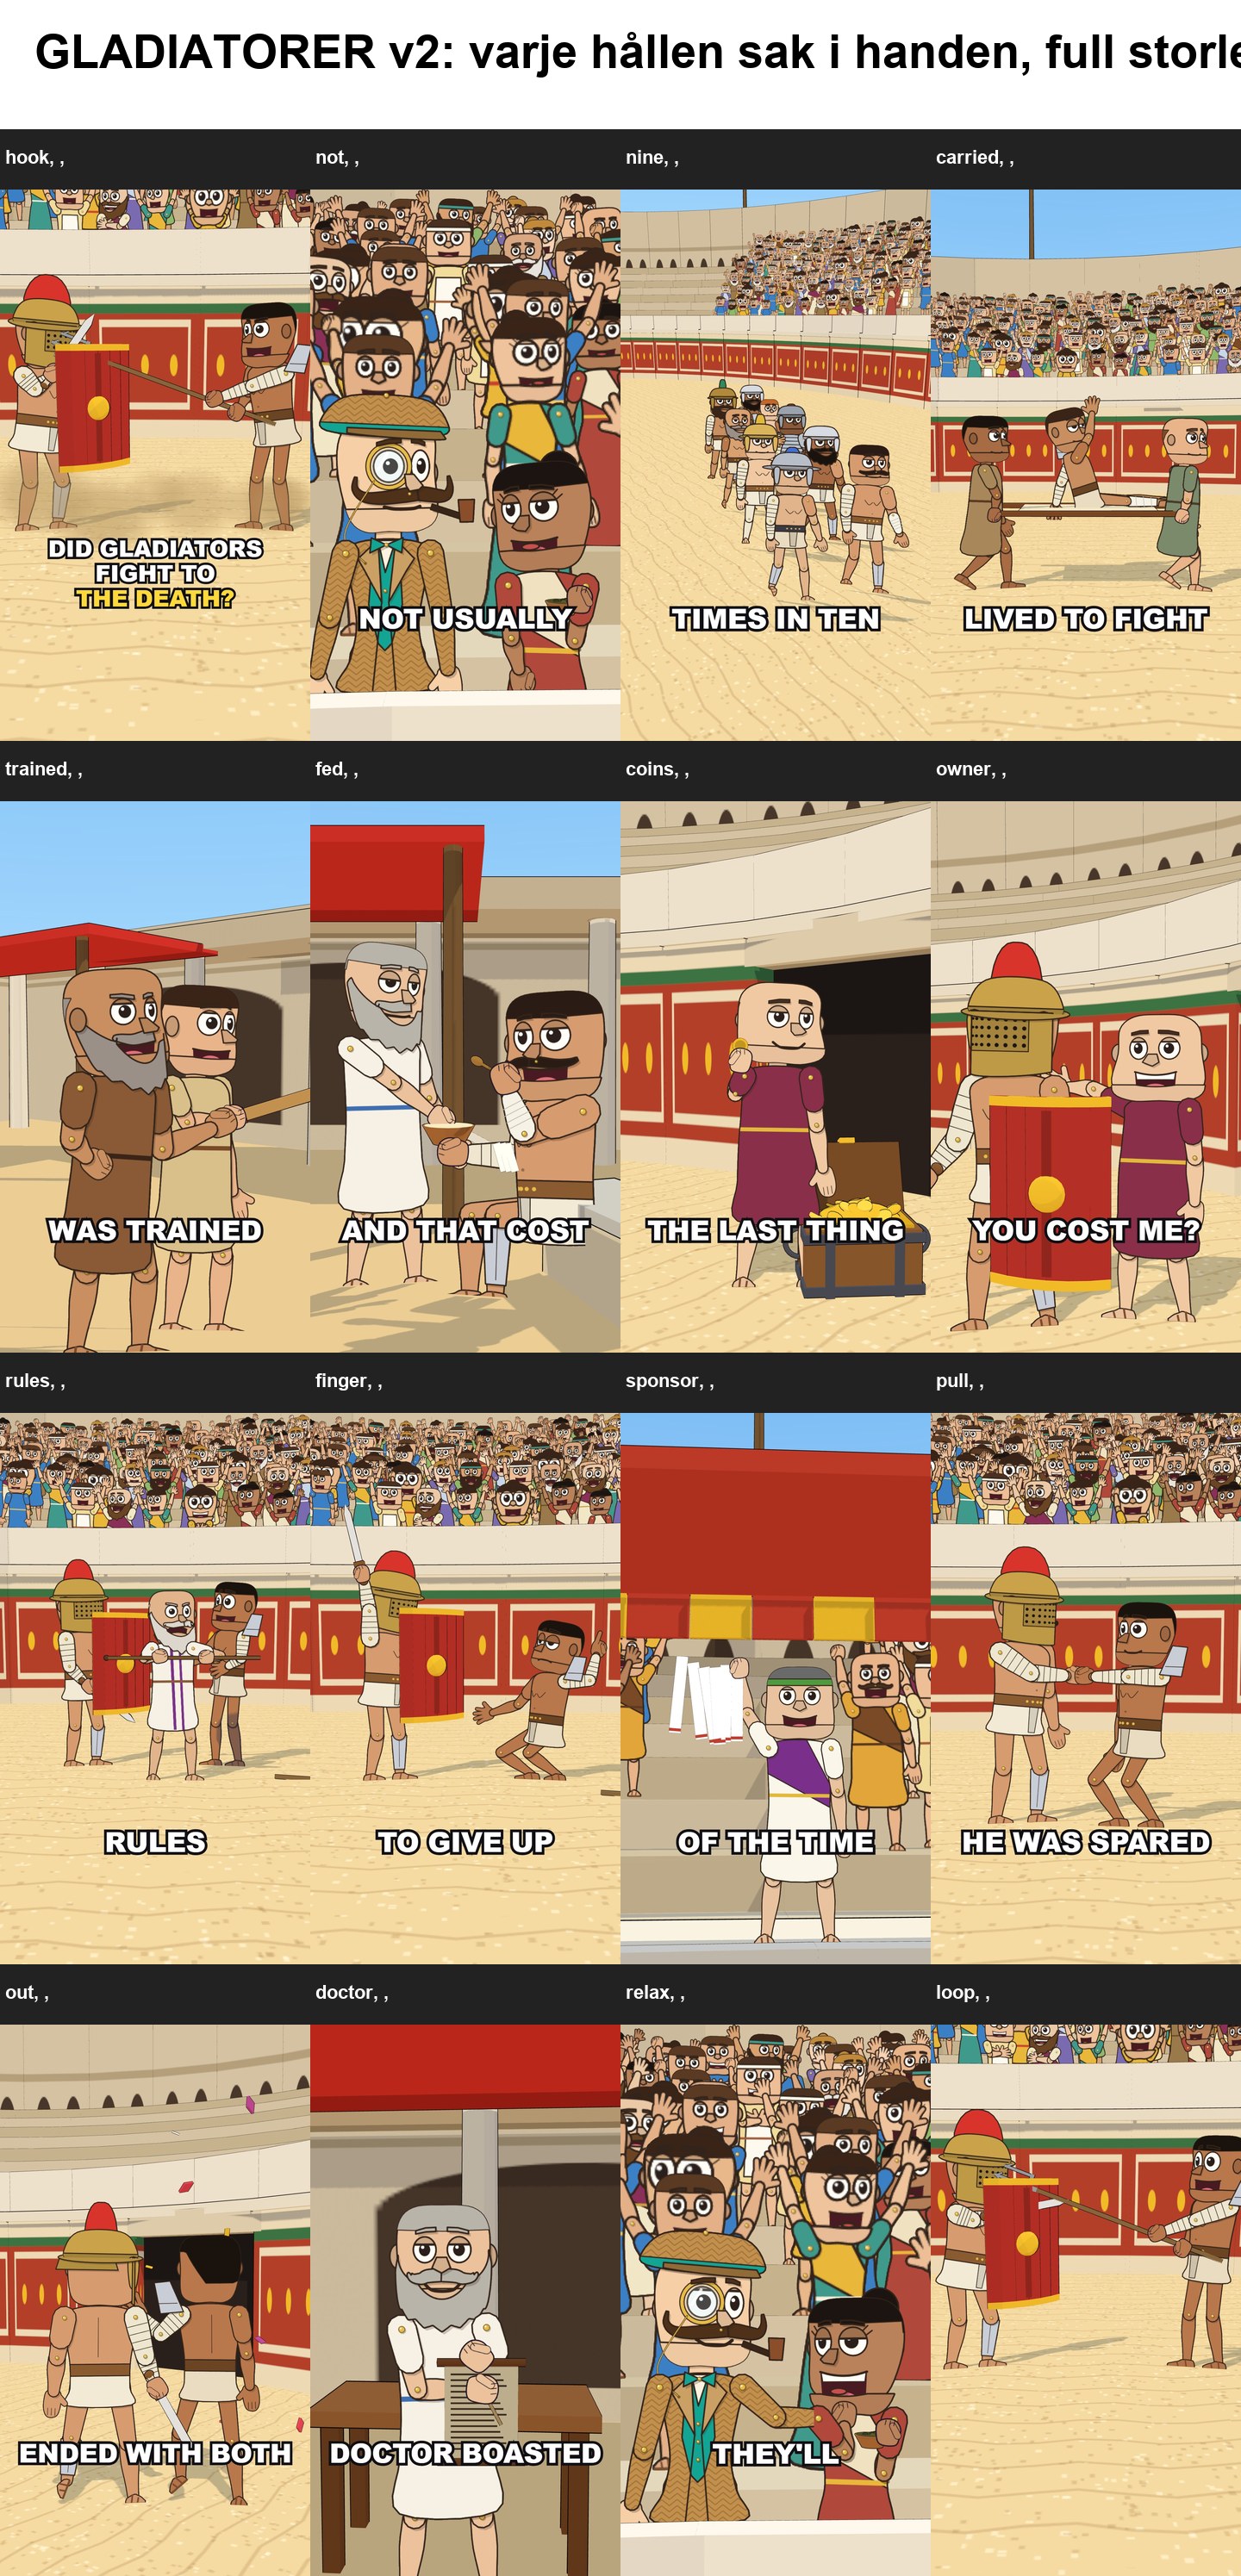 GLADIATORER v2: varje hållen sak i handen, full storle
hook, ,
not, ,
nine, ,
carried, ,
DID GLADIATORS
FIGHT TO
THE DEATH?
NOT USUALLY
TIMES IN TEN
LIVED TO FIGHT
trained, ,
fed, ,
coins, ,
owner, ,
WAS TRAINED
AND THAT COST
THE LAST THING
YOU COST ME?
rules, ,
finger, ,
sponsor, ,
pull, ,
RULES
TO GIVE UP
OF THE TIME
HE WAS SPARED
out, ,
doctor, ,
relax, ,
loop, ,
ENDED WITH BOTH
DOCTOR BOASTED
THEY'LL